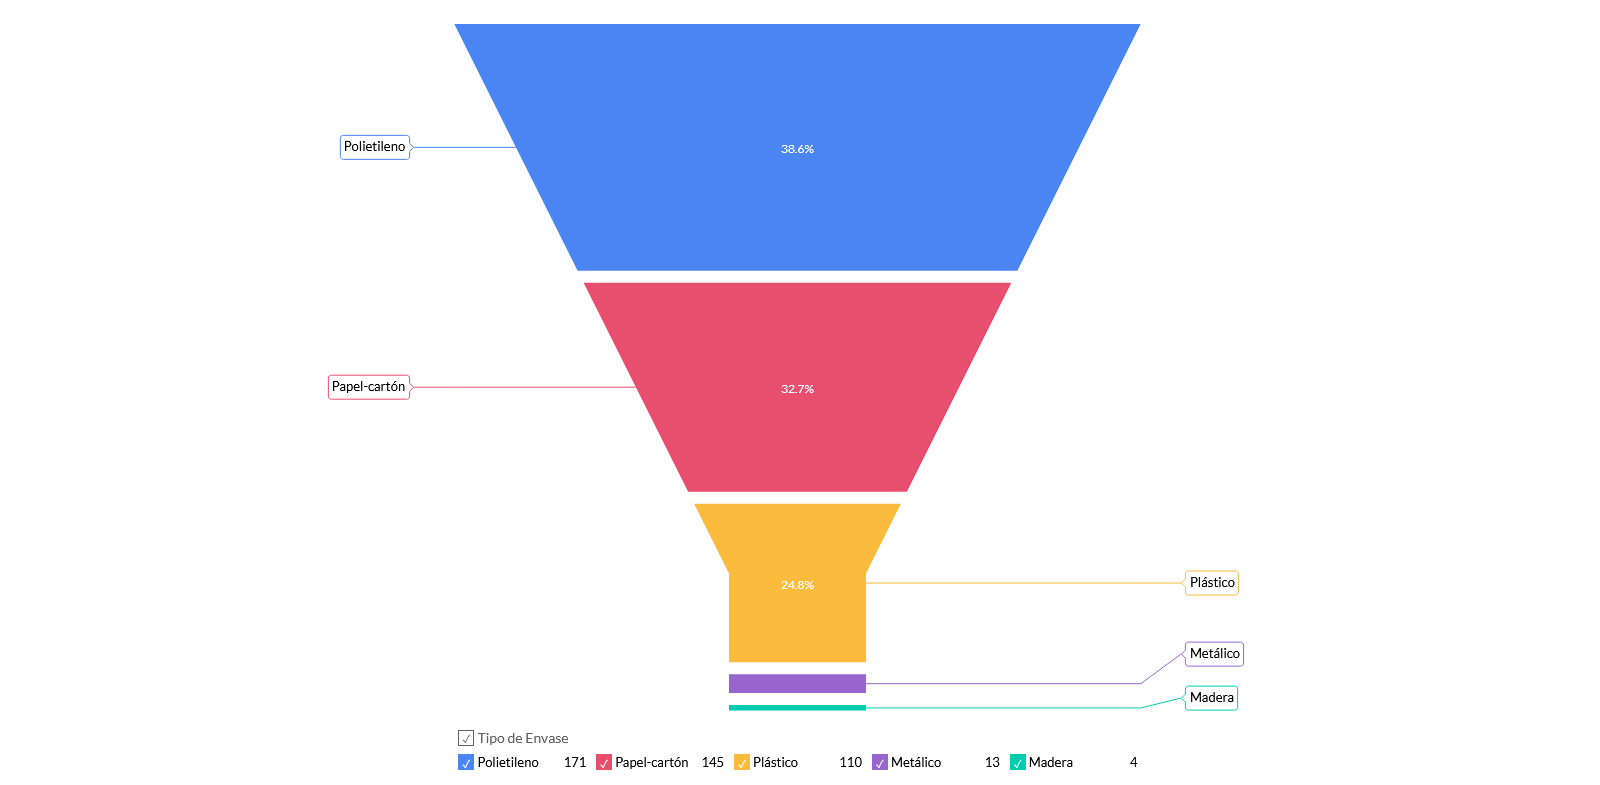 Polietileno
38.6%
Papel-cartón
32.7%
24.8%
Plástico
Metálico
Madera
Tipo de Envase
Polietileno 171 Papel-cartón 145 Plástico 110 Metálico 13 Madera 4